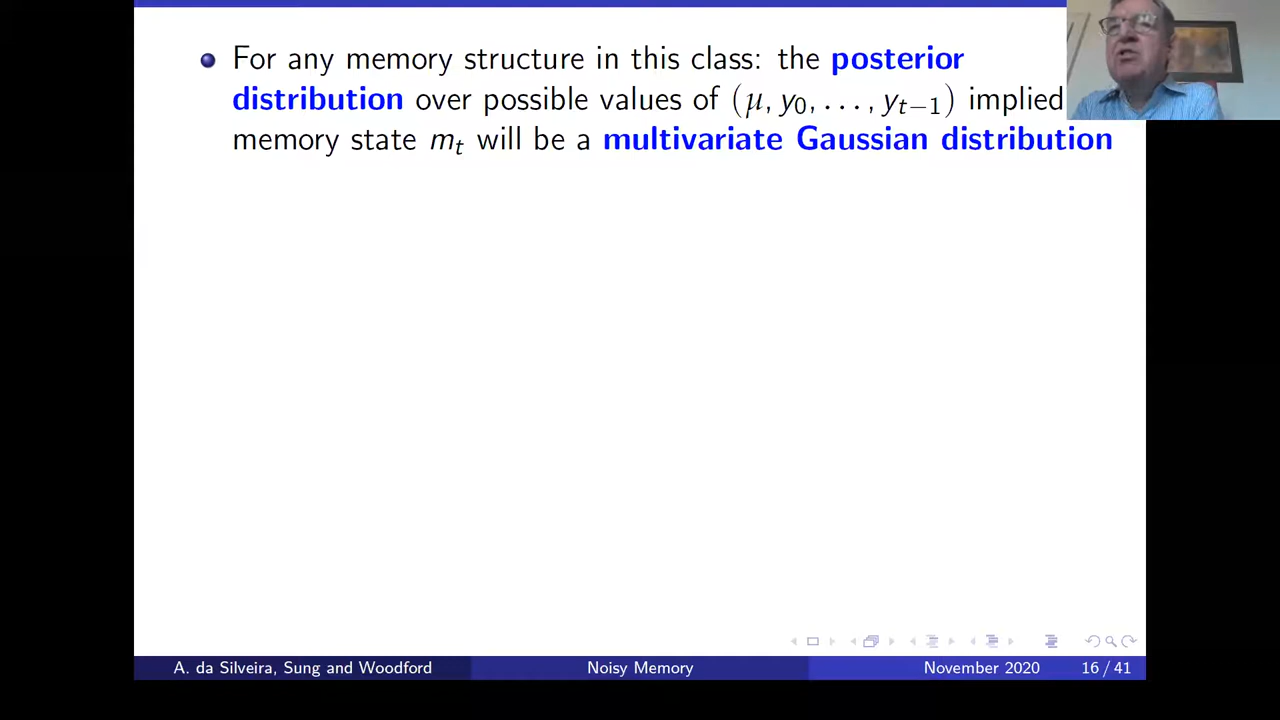 For any memory structure in this class: the posterior
distribution over possible values of (μ, y₀, . . . , yₜ₋₁) implied
memory state mₜ will be a multivariate Gaussian distribution
A. da Silveira, Sung and Woodford Noisy Memory November 2020 16 / 41